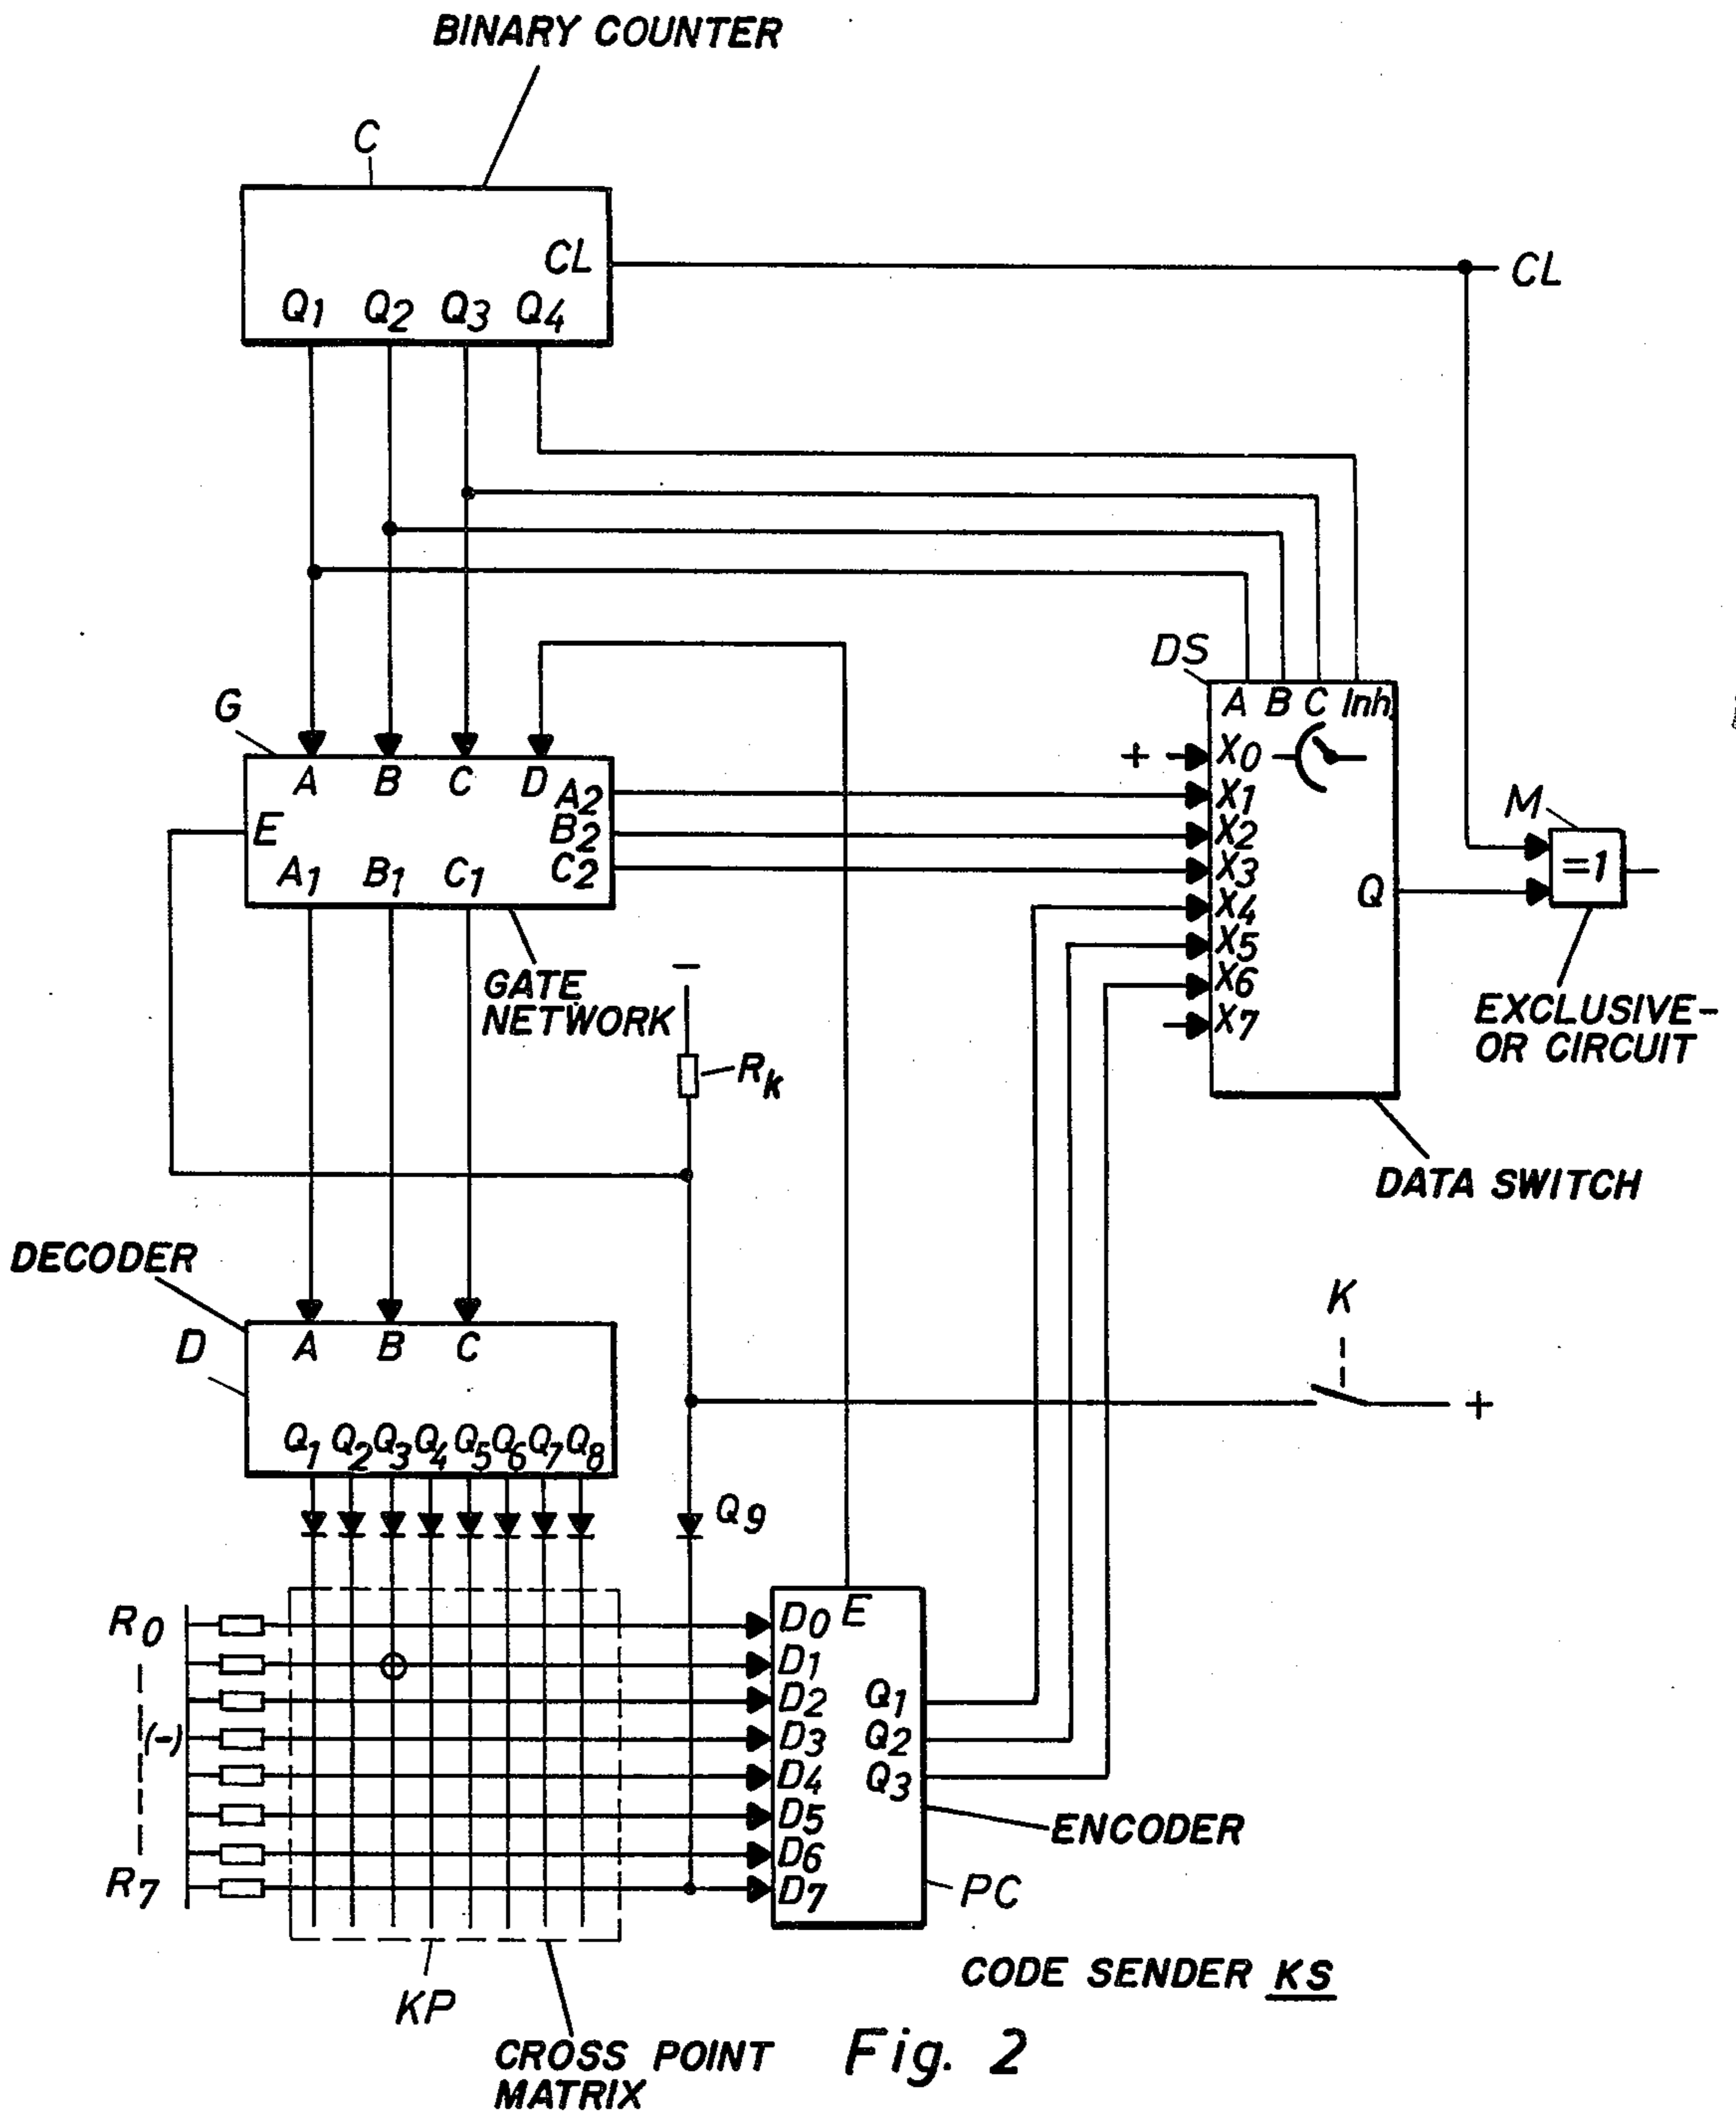 BINARY COUNTER
C
CL
Q1 Q2 Q3 Q4
CL
DS
A B C Inh
G
A B C D
A2
B2
C2
E
A1 B1 C1
+
X0
X1
X2
X3
X4
X5
X6
X7
Q
M
=1
GATE
NETWORK
EXCLUSIVE-
OR CIRCUIT
−
Rk
DATA SWITCH
DECODER
D
A B C
Q1 Q2 Q3 Q4 Q5 Q6 Q7 Q8
K
+
Q9
R0
(-)
R7
D0 E
D1
D2
D3
D4
D5
D6
D7
Q1
Q2
Q3
ENCODER
PC
KP
CROSS POINT
MATRIX
CODE SENDER KS
Fig. 2